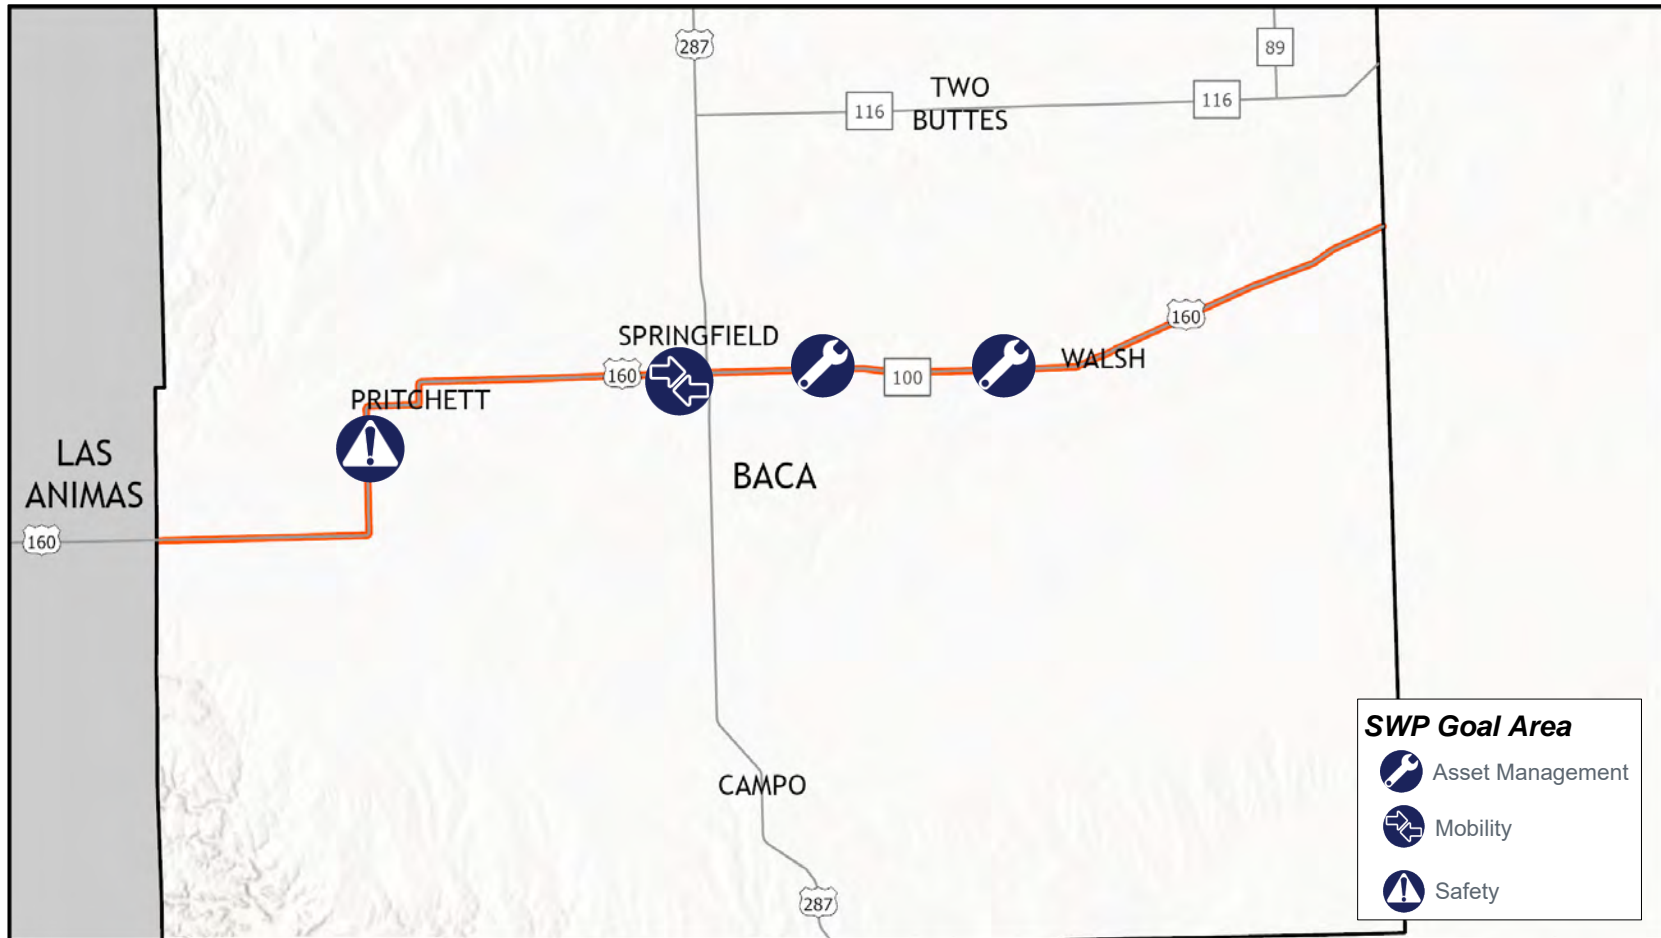 287
89
TWO
116
116
BUTTES
160
SPRINGFIELD
160
100
WALSH
PRITCHETT
LAS
ANIMAS
BACA
160
CAMPO
287
SWP Goal Area
Asset Management
Mobility
Safety